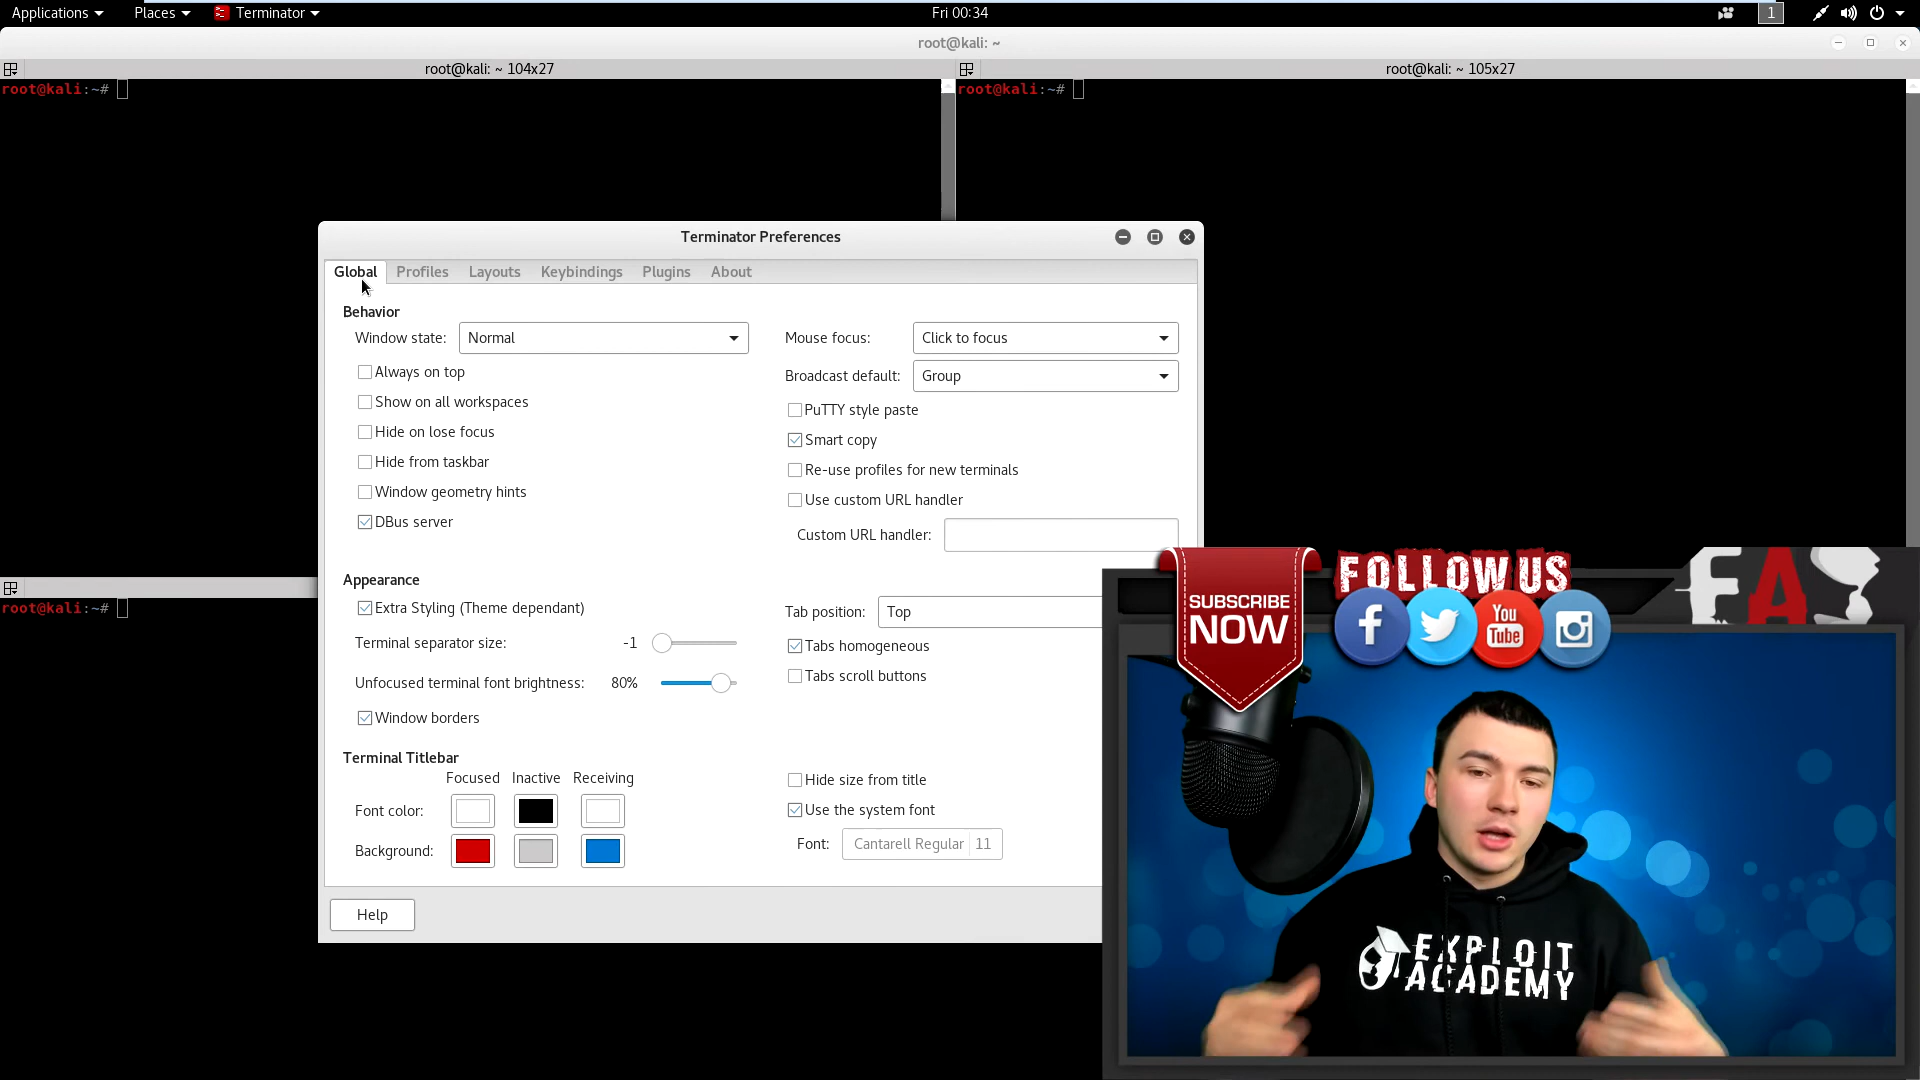 Applications Places Terminator Fri 00:34 1
root@kali: ~
root@kali: ~ 104x27
root@kali: ~ 105x27
root@kali:~#
root@kali:~#
Terminator Preferences
Global Profiles Layouts Keybindings Plugins About
Behavior
Window state: Normal
Mouse focus: Click to focus
Always on top
Broadcast default: Group
Show on all workspaces
PuTTY style paste
Hide on lose focus
Smart copy
Hide from taskbar
Re-use profiles for new terminals
Window geometry hints
Use custom URL handler
DBus server
Custom URL handler:
Appearance
Extra Styling (Theme dependant)
Tab position: Top
Terminal separator size: -1
Tabs homogeneous
Unfocused terminal font brightness: 80%
Tabs scroll buttons
Window borders
Terminal Titlebar
Focused Inactive Receiving
Hide size from title
Font color:
Use the system font
Background:
Font: Cantarell Regular 11
Help
root@kali:~#
SUBSCRIBE
NOW
FOLLOW US
f
You
Tube
EA
EXPLOIT
ACADEMY